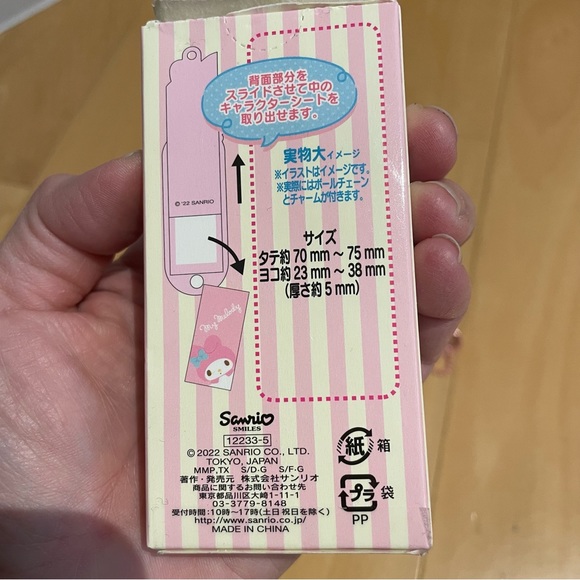 背面部分を
スライドさせて中の
キャラクターシートを
取り出せます。
© '22 SANRIO
実物大イメージ
※イラストはイメージです。
※実際にはボールチェーン
とチャームが付きます。
サイズ
タテ約 70 mm ～ 75 mm
ヨコ約 23 mm ～ 38 mm
(厚さ約 5 mm)
My Melody
Sanrio
SMILES
12233-5
© 2022 SANRIO CO., LTD.
TOKYO, JAPAN
MMP,TX S/D·G S/F·G
著作・発売元 株式会社サンリオ
商品に関するお問い合わせ先
東京都品川区大崎1-11-1
03-3779-8148
受付時間：10時～17時(土日祝日を除く)
http://www.sanrio.co.jp/
MADE IN CHINA
紙 箱
プラ 袋
PP